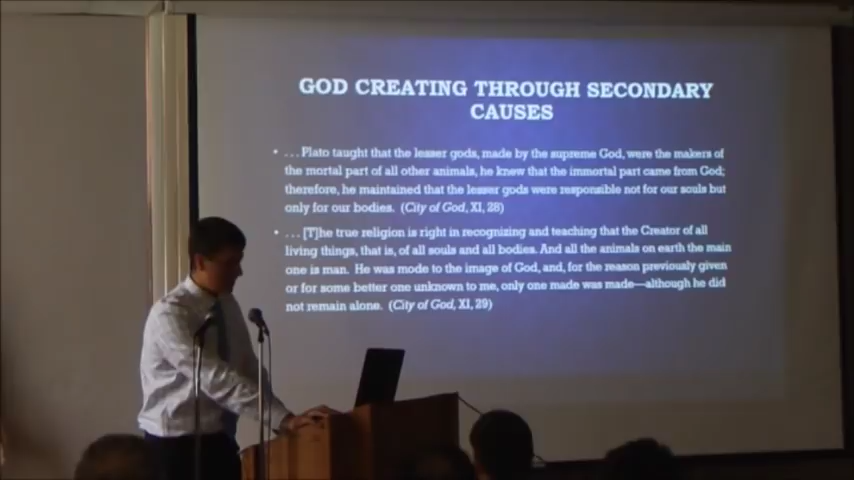 GOD CREATING THROUGH SECONDARY
CAUSES
• . . . Plato taught that the lesser gods, made by the supreme God, were the makers of
the mortal part of all other animals, he knew that the immortal part came from God;
therefore, he maintained that the lesser gods were responsible not for our souls but
only for our bodies. (City of God, XI, 28)
• . . . [T]he true religion is right in recognizing and teaching that the Creator of all
living things, that is, of all souls and all bodies. And all the animals on earth the main
one is man. He was mode to the image of God, and, for the reason previously given
or for some better one unknown to me, only one made was made—although he did
not remain alone. (City of God, XI, 29)